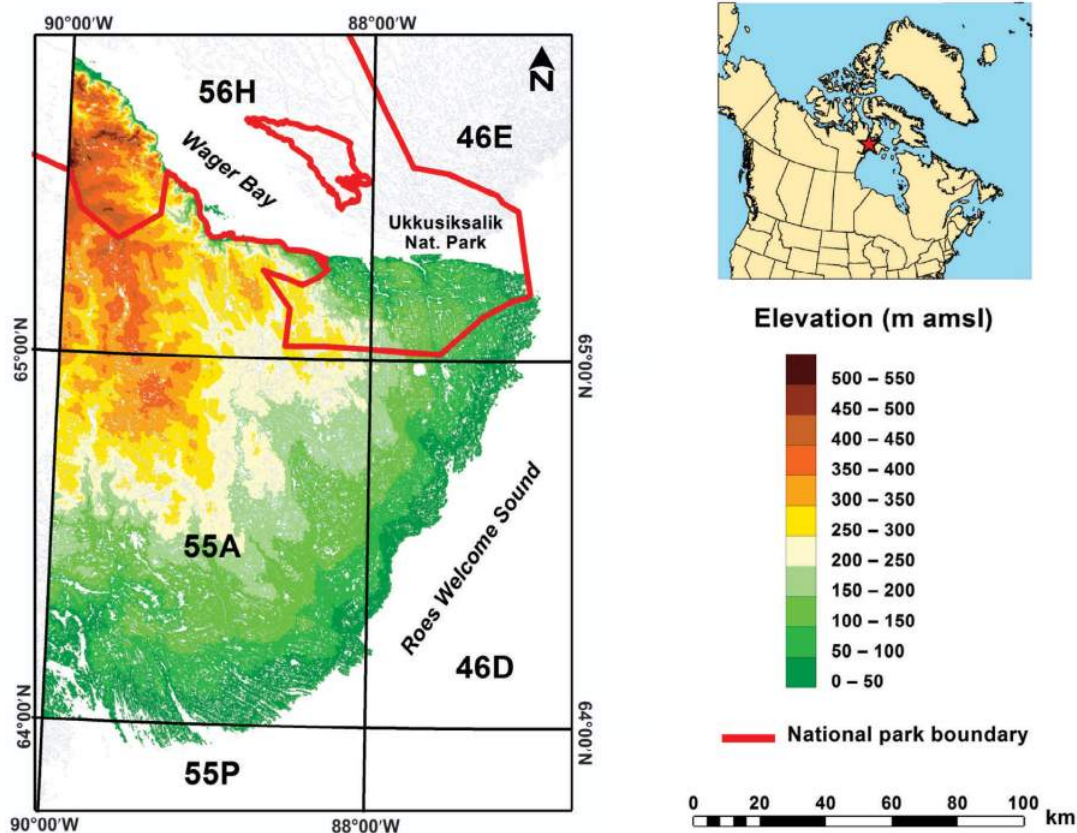 90°00'W
88°00'W
N
56H
46E
Wager Bay
Ukkusiksalik
Nat. Park
65°00'N
65°00'N
55A
Roes Welcome Sound
46D
64°00'N
64°00'N
55P
90°00'W
88°00'W
Elevation (m amsl)
500 – 550
450 – 500
400 – 450
350 – 400
300 – 350
250 – 300
200 – 250
150 – 200
100 – 150
50 – 100
0 – 50
National park boundary
0 20 40 60 80 100 km